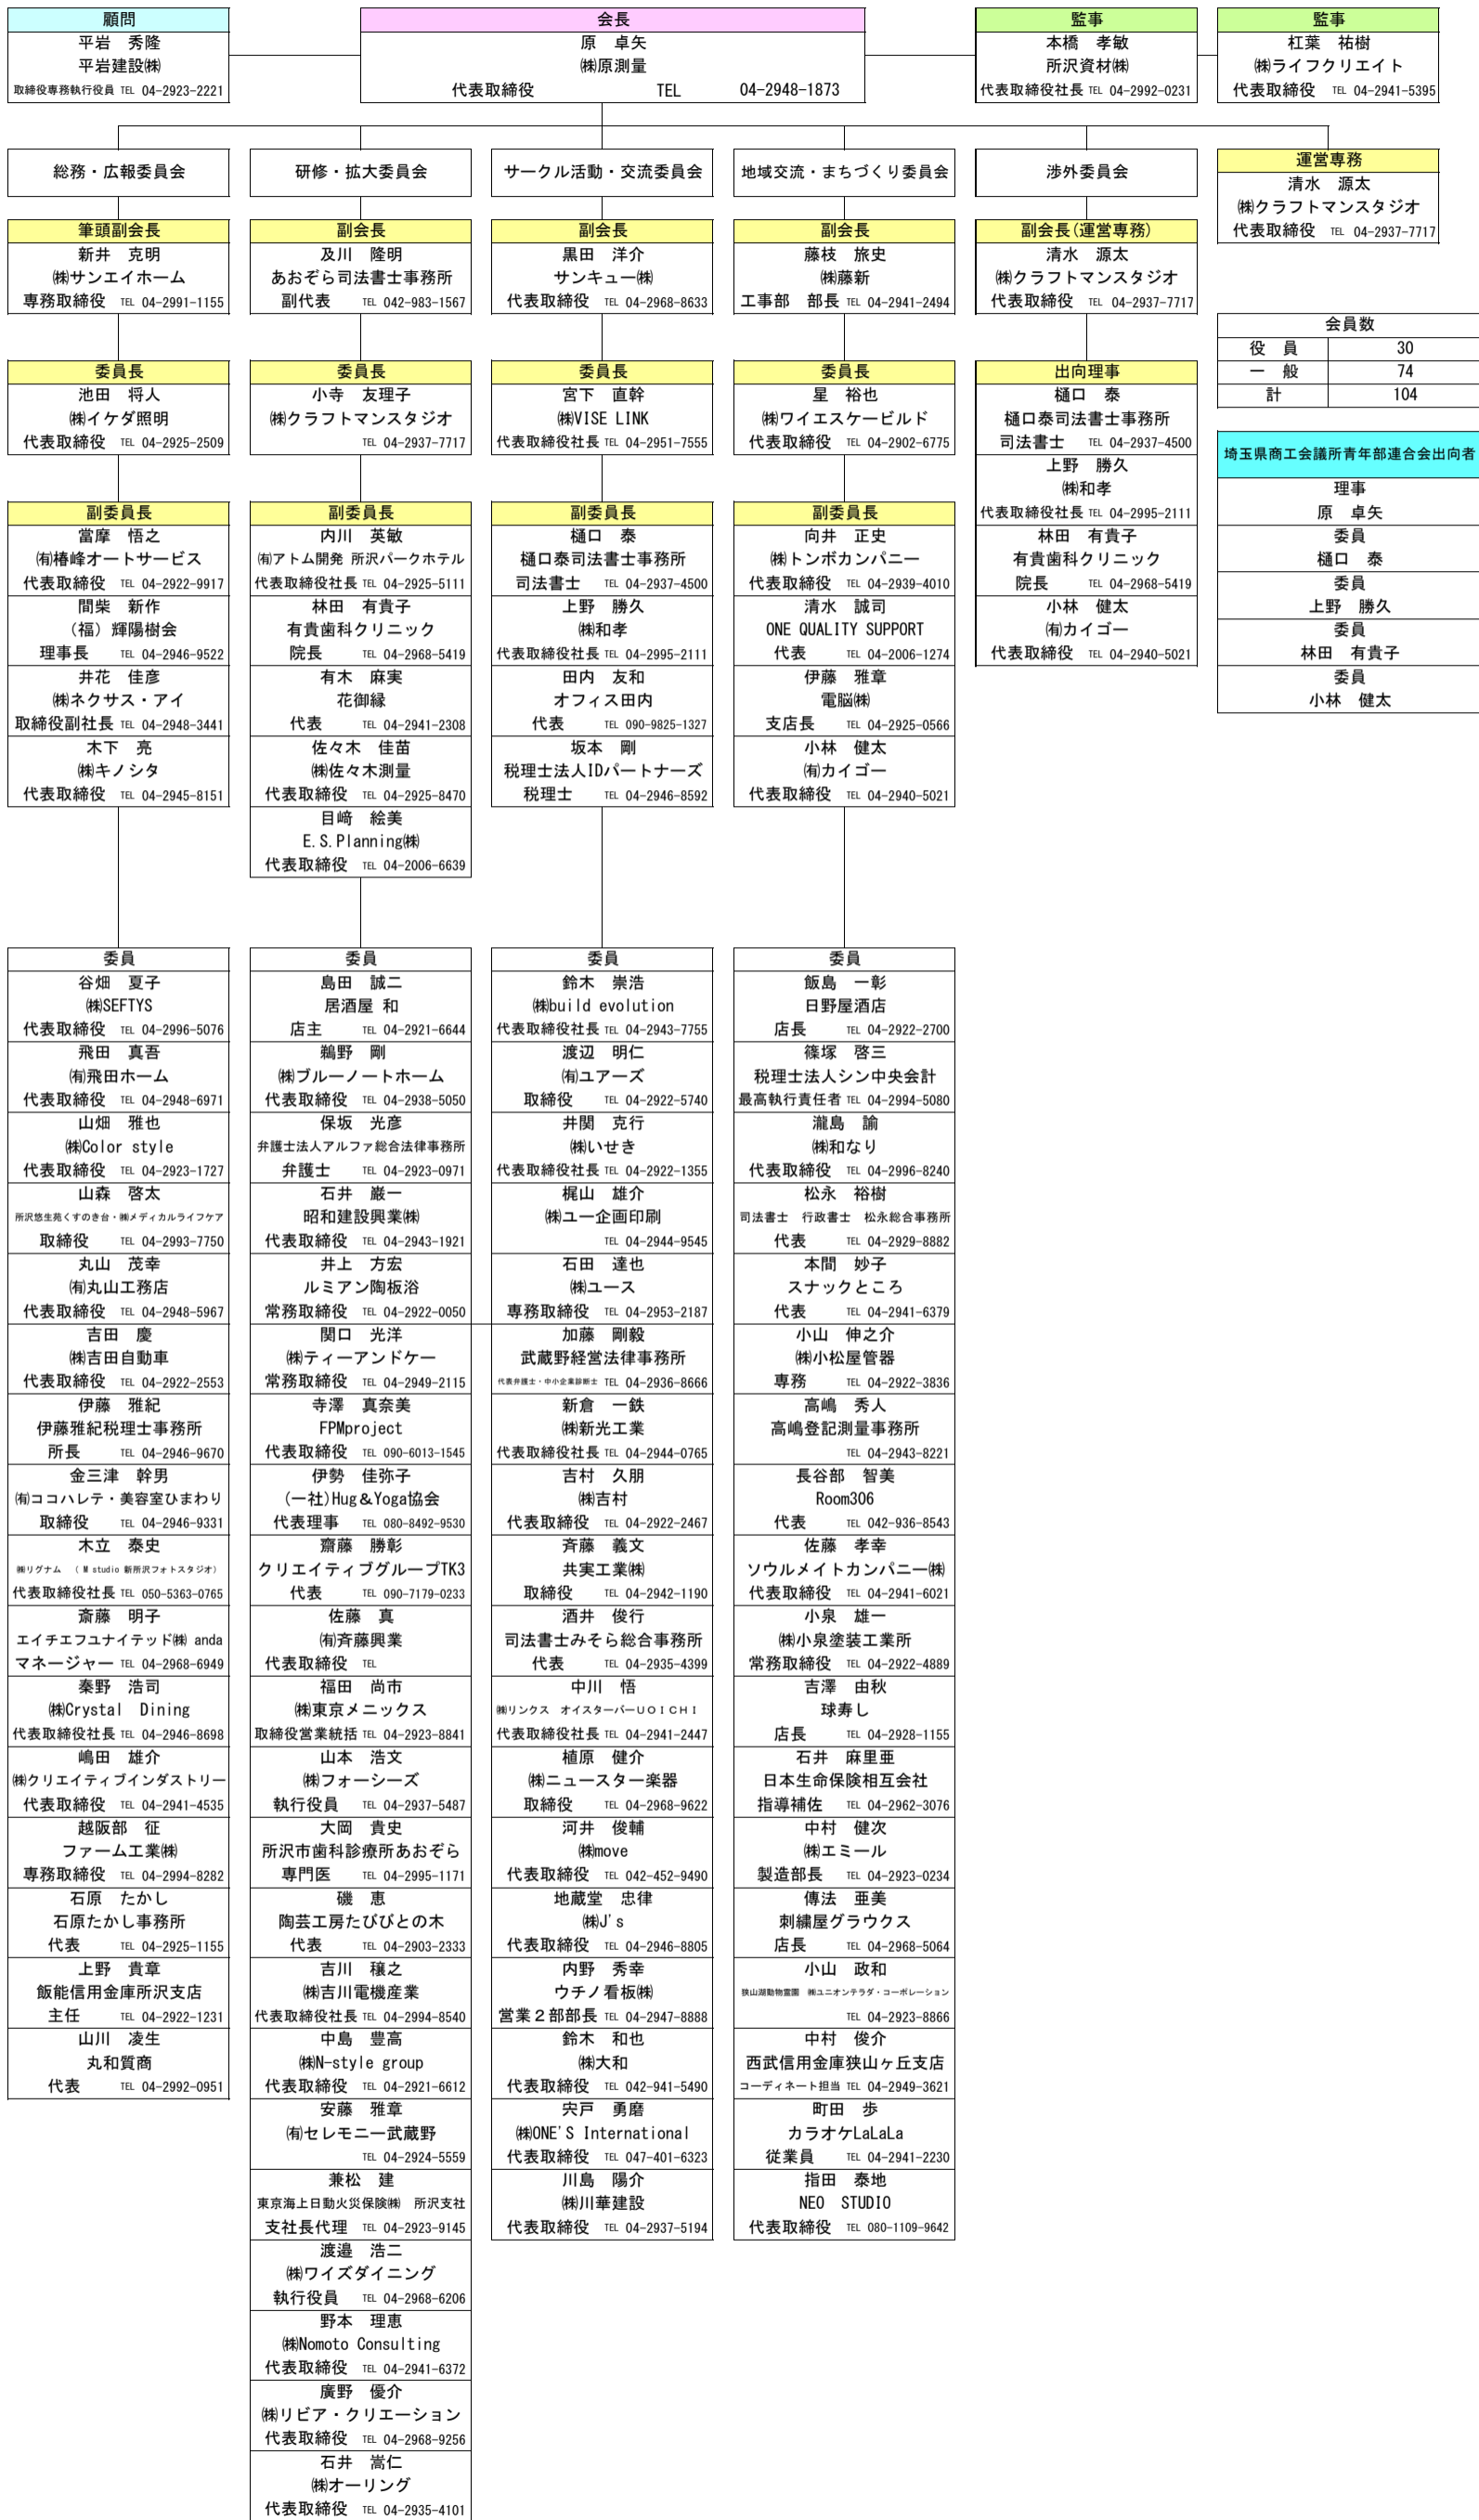 顧問
平岩　秀隆
平岩建設㈱
取締役専務執行役員 TEL 04-2923-2221
会長
原　卓矢
㈱原測量
代表取締役　TEL　04-2948-1873
監事
本橋　孝敏
所沢資材㈱
代表取締役社長 TEL 04-2992-0231
監事
杠葉　祐樹
㈱ライフクリエイト
代表取締役 TEL 04-2941-5395
総務・広報委員会
筆頭副会長
新井　克明
㈱サンエイホーム
専務取締役 TEL 04-2991-1155
委員長
池田　将人
㈱イケダ照明
代表取締役 TEL 04-2925-2509
副委員長
當摩　悟之
㈲椿峰オートサービス
代表取締役 TEL 04-2922-9917
間柴　新作
（福）輝陽樹会
理事長 TEL 04-2946-9522
井花　佳彦
㈱ネクサス・アイ
取締役副社長 TEL 04-2948-3441
木下　亮
㈱キノシタ
代表取締役 TEL 04-2945-8151
委員
谷畑　夏子
㈱SEFTYS
代表取締役 TEL 04-2996-5076
飛田　真吾
㈲飛田ホーム
代表取締役 TEL 04-2948-6971
山畑　雅也
㈱Color style
代表取締役 TEL 04-2923-1727
山森　啓太
所沢悠生苑くすのき台・㈱メディカルライフケア
取締役 TEL 04-2993-7750
丸山　茂幸
㈲丸山工務店
代表取締役 TEL 04-2948-5967
吉田　慶
㈱吉田自動車
代表取締役 TEL 04-2922-2553
伊藤　雅紀
伊藤雅紀税理士事務所
所長 TEL 04-2946-9670
金三津　幹男
㈲ココハレテ・美容室ひまわり
取締役 TEL 04-2946-9331
木立　泰史
㈱リグナム　（ M studio 新所沢フォトスタジオ）
代表取締役社長 TEL 050-5363-0765
斎藤　明子
エイチエフユナイテッド㈱ anda
マネージャー TEL 04-2968-6949
秦野　浩司
㈱Crystal　Dining
代表取締役社長 TEL 04-2946-8698
嶋田　雄介
㈱クリエイティブインダストリー
代表取締役 TEL 04-2941-4535
越阪部　征
ファーム工業㈱
専務取締役 TEL 04-2994-8282
石原　たかし
石原たかし事務所
代表 TEL 04-2925-1155
上野　貴章
飯能信用金庫所沢支店
主任 TEL 04-2922-1231
山川　凌生
丸和質商
代表 TEL 04-2992-0951
研修・拡大委員会
副会長
及川　隆明
あおぞら司法書士事務所
副代表 TEL 042-983-1567
委員長
小寺　友理子
㈱クラフトマンスタジオ
TEL 04-2937-7717
副委員長
内川　英敏
㈲アトム開発 所沢パークホテル
代表取締役社長 TEL 04-2925-5111
林田　有貴子
有貴歯科クリニック
院長 TEL 04-2968-5419
有木　麻実
花御縁
代表 TEL 04-2941-2308
佐々木　佳苗
㈱佐々木測量
代表取締役 TEL 04-2925-8470
目﨑　絵美
E.S.Planning㈱
代表取締役 TEL 04-2006-6639
委員
島田　誠二
居酒屋 和
店主 TEL 04-2921-6644
鵜野　剛
㈱ブルーノートホーム
代表取締役 TEL 04-2938-5050
保坂　光彦
弁護士法人アルファ総合法律事務所
弁護士 TEL 04-2923-0971
石井　巌一
昭和建設興業㈱
代表取締役 TEL 04-2943-1921
井上　方宏
ルミアン陶板浴
常務取締役 TEL 04-2922-0050
関口　光洋
㈱ティーアンドケー
常務取締役 TEL 04-2949-2115
寺澤　真奈美
FPMproject
代表取締役 TEL 090-6013-1545
伊勢　佳弥子
(一社)Hug＆Yoga協会
代表理事 TEL 080-8492-9530
齋藤　勝彰
クリエイティブグループTK3
代表 TEL 090-7179-0233
佐藤　真
㈲斉藤興業
代表取締役 TEL
福田　尚市
㈱東京メニックス
取締役営業統括 TEL 04-2923-8841
山本　浩文
㈱フォーシーズ
執行役員 TEL 04-2937-5487
大岡　貴史
所沢市歯科診療所あおぞら
専門医 TEL 04-2995-1171
磯　恵
陶芸工房たびびとの木
代表 TEL 04-2903-2333
吉川　穣之
㈱吉川電機産業
代表取締役社長 TEL 04-2994-8540
中島　豊高
㈱N-style group
代表取締役 TEL 04-2921-6612
安藤　雅章
㈲セレモニー武蔵野
TEL 04-2924-5559
兼松　建
東京海上日動火災保険㈱　所沢支社
支社長代理 TEL 04-2923-9145
渡邉　浩二
㈱ワイズダイニング
執行役員 TEL 04-2968-6206
野本　理恵
㈱Nomoto Consulting
代表取締役 TEL 04-2941-6372
廣野　優介
㈱リビア・クリエーション
代表取締役 TEL 04-2968-9256
石井　嵩仁
㈱オーリング
代表取締役 TEL 04-2935-4101
サークル活動・交流委員会
副会長
黒田　洋介
サンキュー㈱
代表取締役 TEL 04-2968-8633
委員長
宮下　直幹
㈱VISE LINK
代表取締役社長 TEL 04-2951-7555
副委員長
樋口　泰
樋口泰司法書士事務所
司法書士 TEL 04-2937-4500
上野　勝久
㈱和孝
代表取締役社長 TEL 04-2995-2111
田内　友和
オフィス田内
代表 TEL 090-9825-1327
坂本　剛
税理士法人IDパートナーズ
税理士 TEL 04-2946-8592
委員
鈴木　崇浩
㈱build evolution
代表取締役社長 TEL 04-2943-7755
渡辺　明仁
㈲ユアーズ
取締役 TEL 04-2922-5740
井関　克行
㈱いせき
代表取締役社長 TEL 04-2922-1355
梶山　雄介
㈱ユー企画印刷
TEL 04-2944-9545
石田　達也
㈱ユース
専務取締役 TEL 04-2953-2187
加藤　剛毅
武蔵野経営法律事務所
代表弁護士・中小企業診断士 TEL 04-2936-8666
新倉　一鉄
㈱新光工業
代表取締役社長 TEL 04-2944-0765
吉村　久朋
㈱吉村
代表取締役 TEL 04-2922-2467
斉藤　義文
共実工業㈱
取締役 TEL 04-2942-1190
酒井　俊行
司法書士みそら総合事務所
代表 TEL 04-2935-4399
中川　悟
㈱リンクス　オイスターバーＵＯＩＣＨＩ
代表取締役社長 TEL 04-2941-2447
植原　健介
㈱ニュースター楽器
取締役 TEL 04-2968-9622
河井　俊輔
㈱move
代表取締役 TEL 042-452-9490
地蔵堂　忠律
㈱J's
代表取締役 TEL 04-2946-8805
内野　秀幸
ウチノ看板㈱
営業２部部長 TEL 04-2947-8888
鈴木　和也
㈱大和
代表取締役 TEL 042-941-5490
宍戸　勇磨
㈱ONE'S International
代表取締役 TEL 047-401-6323
川島　陽介
㈱川華建設
代表取締役 TEL 04-2937-5194
地域交流・まちづくり委員会
副会長
藤枝　旅史
㈱藤新
工事部　部長 TEL 04-2941-2494
委員長
星　裕也
㈱ワイエスケービルド
代表取締役 TEL 04-2902-6775
副委員長
向井　正史
㈱トンボカンパニー
代表取締役 TEL 04-2939-4010
清水　誠司
ONE QUALITY SUPPORT
代表 TEL 04-2006-1274
伊藤　雅章
電脳㈱
支店長 TEL 04-2925-0566
小林　健太
㈲カイゴー
代表取締役 TEL 04-2940-5021
委員
飯島　一彰
日野屋酒店
店長 TEL 04-2922-2700
篠塚　啓三
税理士法人シン中央会計
最高執行責任者 TEL 04-2994-5080
瀧島　諭
㈱和なり
代表取締役 TEL 04-2996-8240
松永　裕樹
司法書士　行政書士　松永総合事務所
代表 TEL 04-2929-8882
本間　妙子
スナックところ
代表 TEL 04-2941-6379
小山　伸之介
㈱小松屋管器
専務 TEL 04-2922-3836
高嶋　秀人
高嶋登記測量事務所
TEL 04-2943-8221
長谷部　智美
Room306
代表 TEL 042-936-8543
佐藤　孝幸
ソウルメイトカンパニー㈱
代表取締役 TEL 04-2941-6021
小泉　雄一
㈱小泉塗装工業所
常務取締役 TEL 04-2922-4889
吉澤　由秋
球寿し
店長 TEL 04-2928-1155
石井　麻里亜
日本生命保険相互会社
指導補佐 TEL 04-2962-3076
中村　健次
㈱エミール
製造部長 TEL 04-2923-0234
傳法　亜美
刺繍屋グラウクス
店長 TEL 04-2968-5064
小山　政和
狭山湖動物霊園　㈱ユニオンテラダ・コーポレーション
TEL 04-2923-8866
中村　俊介
西武信用金庫狭山ヶ丘支店
コーディネート担当 TEL 04-2949-3621
町田　歩
カラオケLaLaLa
従業員 TEL 04-2941-2230
指田　泰地
NEO　STUDIO
代表取締役 TEL 080-1109-9642
渉外委員会
副会長(運営専務)
清水　源太
㈱クラフトマンスタジオ
代表取締役 TEL 04-2937-7717
出向理事
樋口　泰
樋口泰司法書士事務所
司法書士 TEL 04-2937-4500
上野　勝久
㈱和孝
代表取締役社長 TEL 04-2995-2111
林田　有貴子
有貴歯科クリニック
院長 TEL 04-2968-5419
小林　健太
㈲カイゴー
代表取締役 TEL 04-2940-5021
運営専務
清水　源太
㈱クラフトマンスタジオ
代表取締役 TEL 04-2937-7717
会員数
役　員　30
一　般　74
計　104
埼玉県商工会議所青年部連合会出向者
理事
原　卓矢
委員
樋口　泰
委員
上野　勝久
委員
林田　有貴子
委員
小林　健太